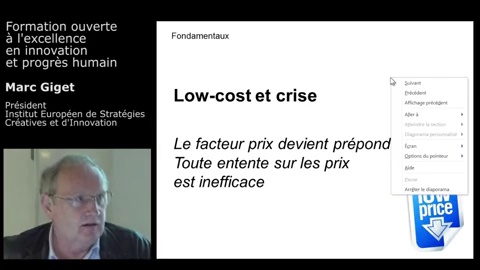 Formation ouverte
à l'excellence
en innovation
et progrès humain
Marc Giget
Président
Institut Européen de Stratégies
Créatives et d'Innovation
Fondamentaux
Low-cost et crise
Le facteur prix devient prépond
Toute entente sur les prix
est inefficace
Suivant
Précédent
Affichage précédent
Aller à
Atteindre la section
Diaporama personnalisé
Écran
Options du pointeur
Aide
Pause
Arrêter le diaporama
low
price